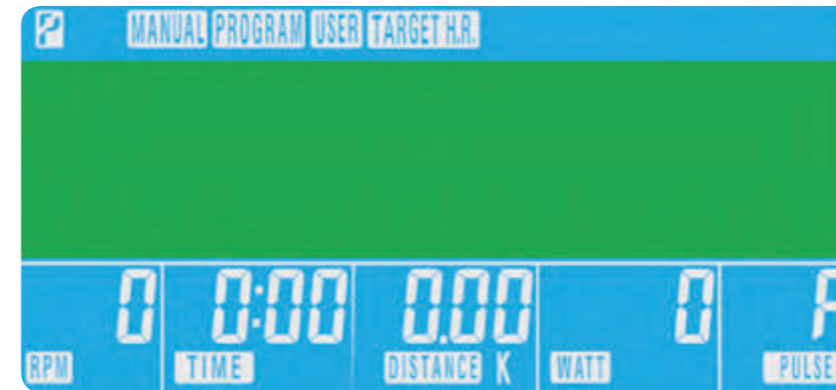 P MANUAL PROGRAM USER TARGET H.R.
0 0:00 0.00 0
RPM TIME DISTANCE K WATT PULSE